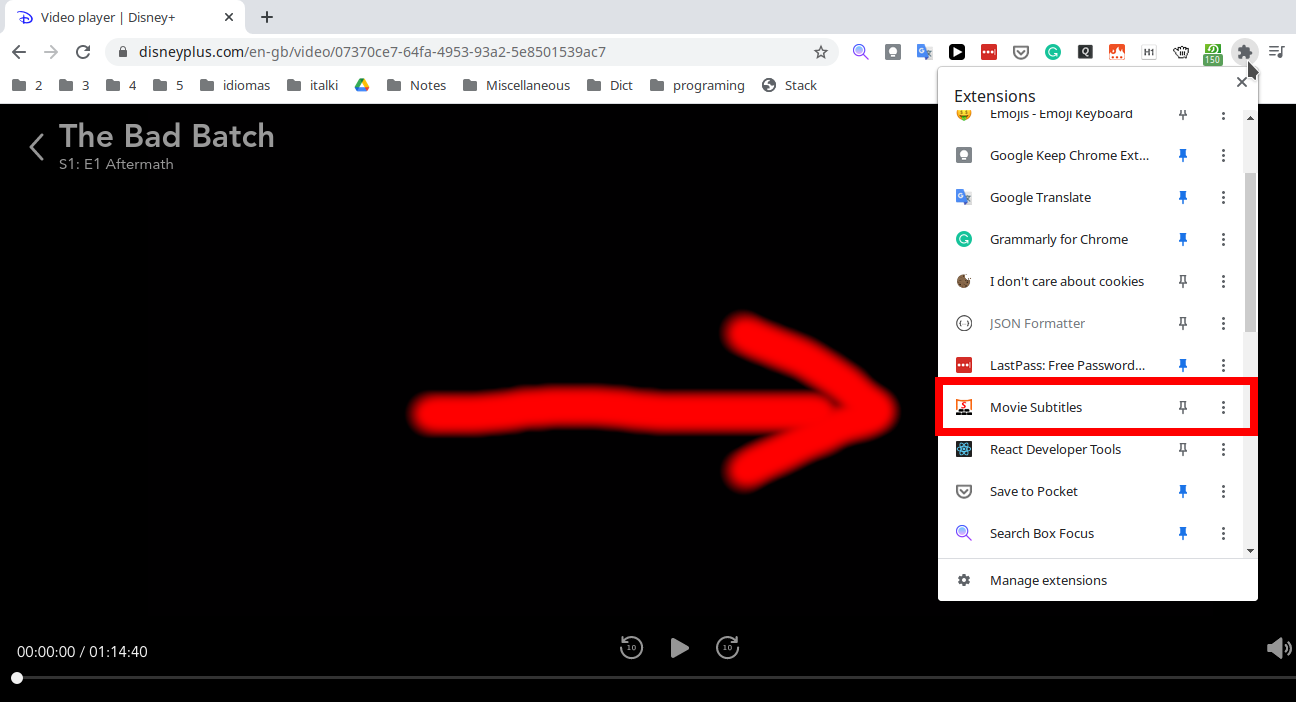 Video player | Disney+
disneyplus.com/en-gb/video/07370ce7-64fa-4953-93a2-5e8501539ac7
Q
H1
150
2
3
4
5
idiomas
italki
Notes
Miscellaneous
Dict
programing
Stack
The Bad Batch
S1: E1 Aftermath
Extensions
Emojis - Emoji Keyboard
Google Keep Chrome Ext...
Google Translate
Grammarly for Chrome
I don't care about cookies
JSON Formatter
LastPass: Free Password...
Movie Subtitles
React Developer Tools
Save to Pocket
Search Box Focus
Manage extensions
00:00:00 / 01:14:40
10
10